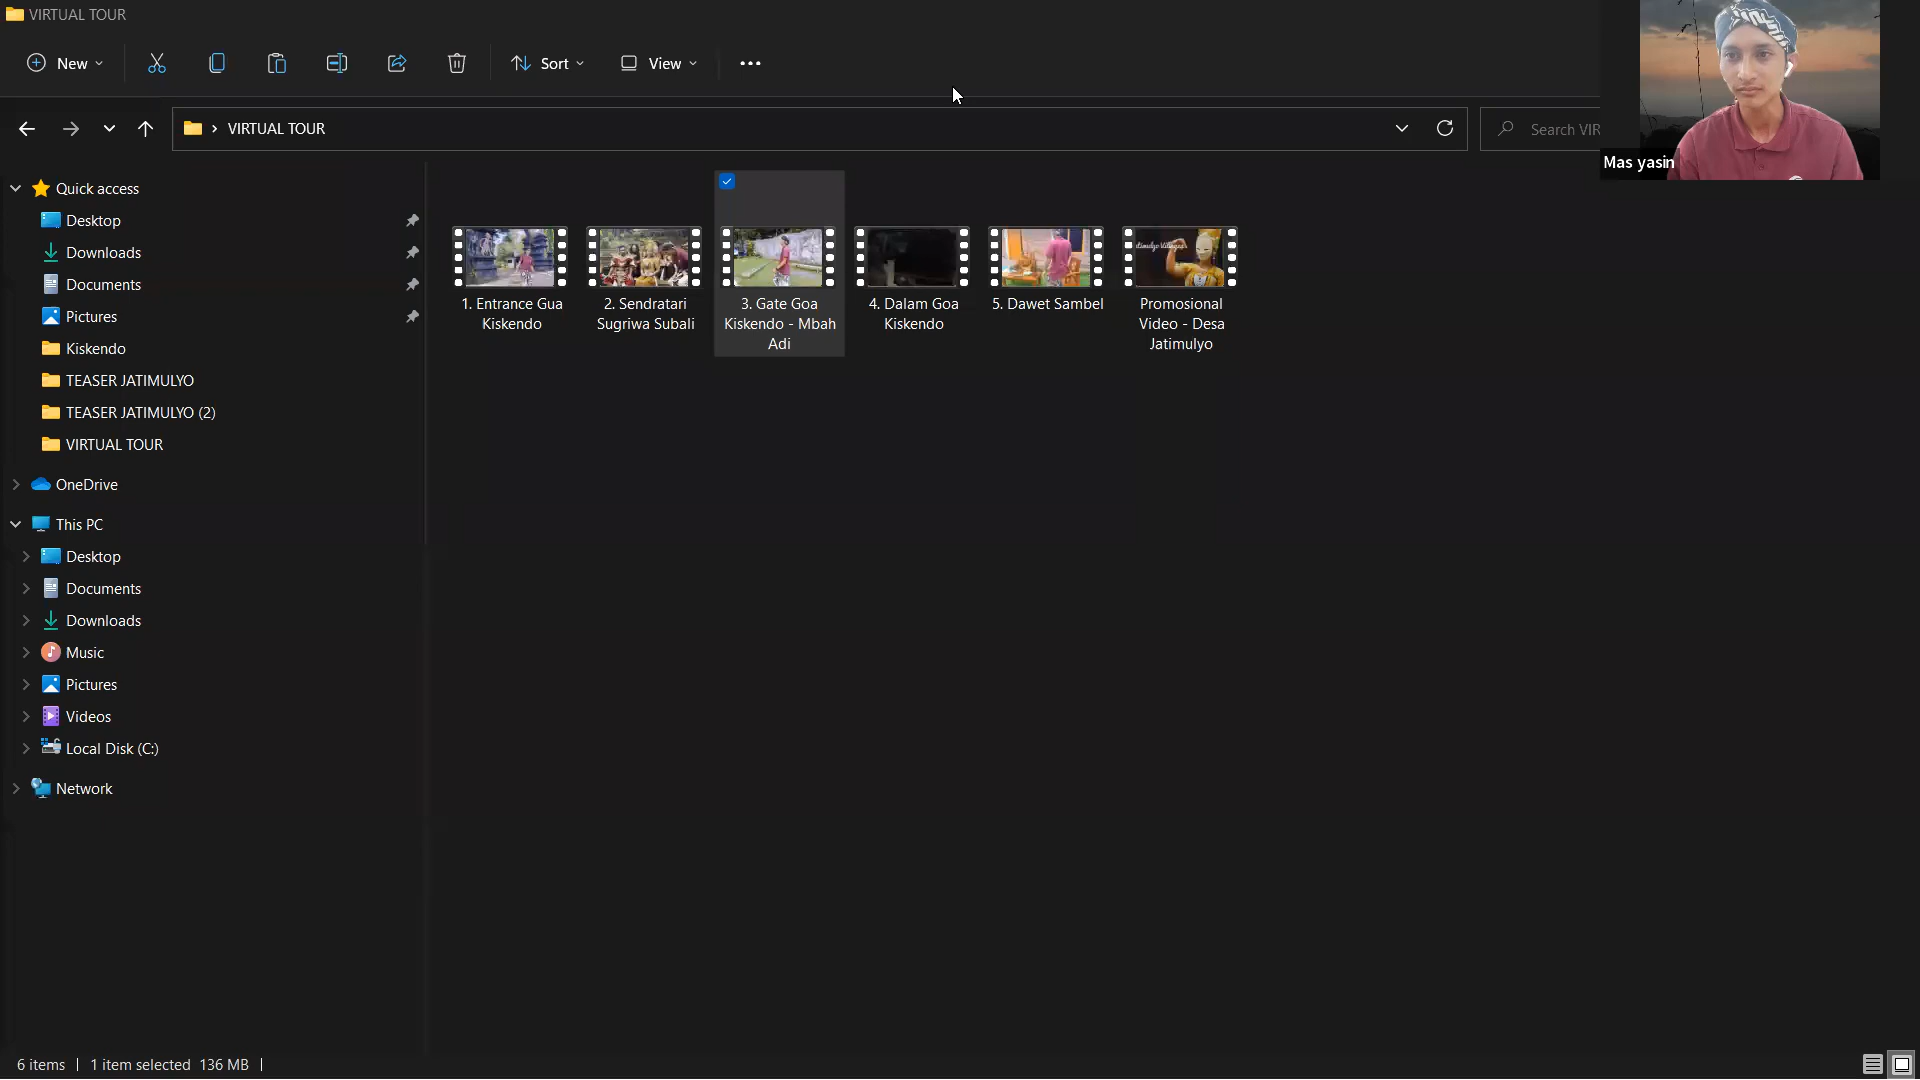 VIRTUAL TOUR
New
Sort
View
VIRTUAL TOUR
Search VIR
Mas yasin
Quick access
Desktop
Downloads
Documents
Pictures
Kiskendo
TEASER JATIMULYO
TEASER JATIMULYO (2)
VIRTUAL TOUR
OneDrive
This PC
Desktop
Documents
Downloads
Music
Pictures
Videos
Local Disk (C:)
Network
1. Entrance Gua
Kiskendo
2. Sendratari
Sugriwa Subali
3. Gate Goa
Kiskendo - Mbah
Adi
4. Dalam Goa
Kiskendo
5. Dawet Sambel
Promosional
Video - Desa
Jatimulyo
6 items
1 item selected 136 MB